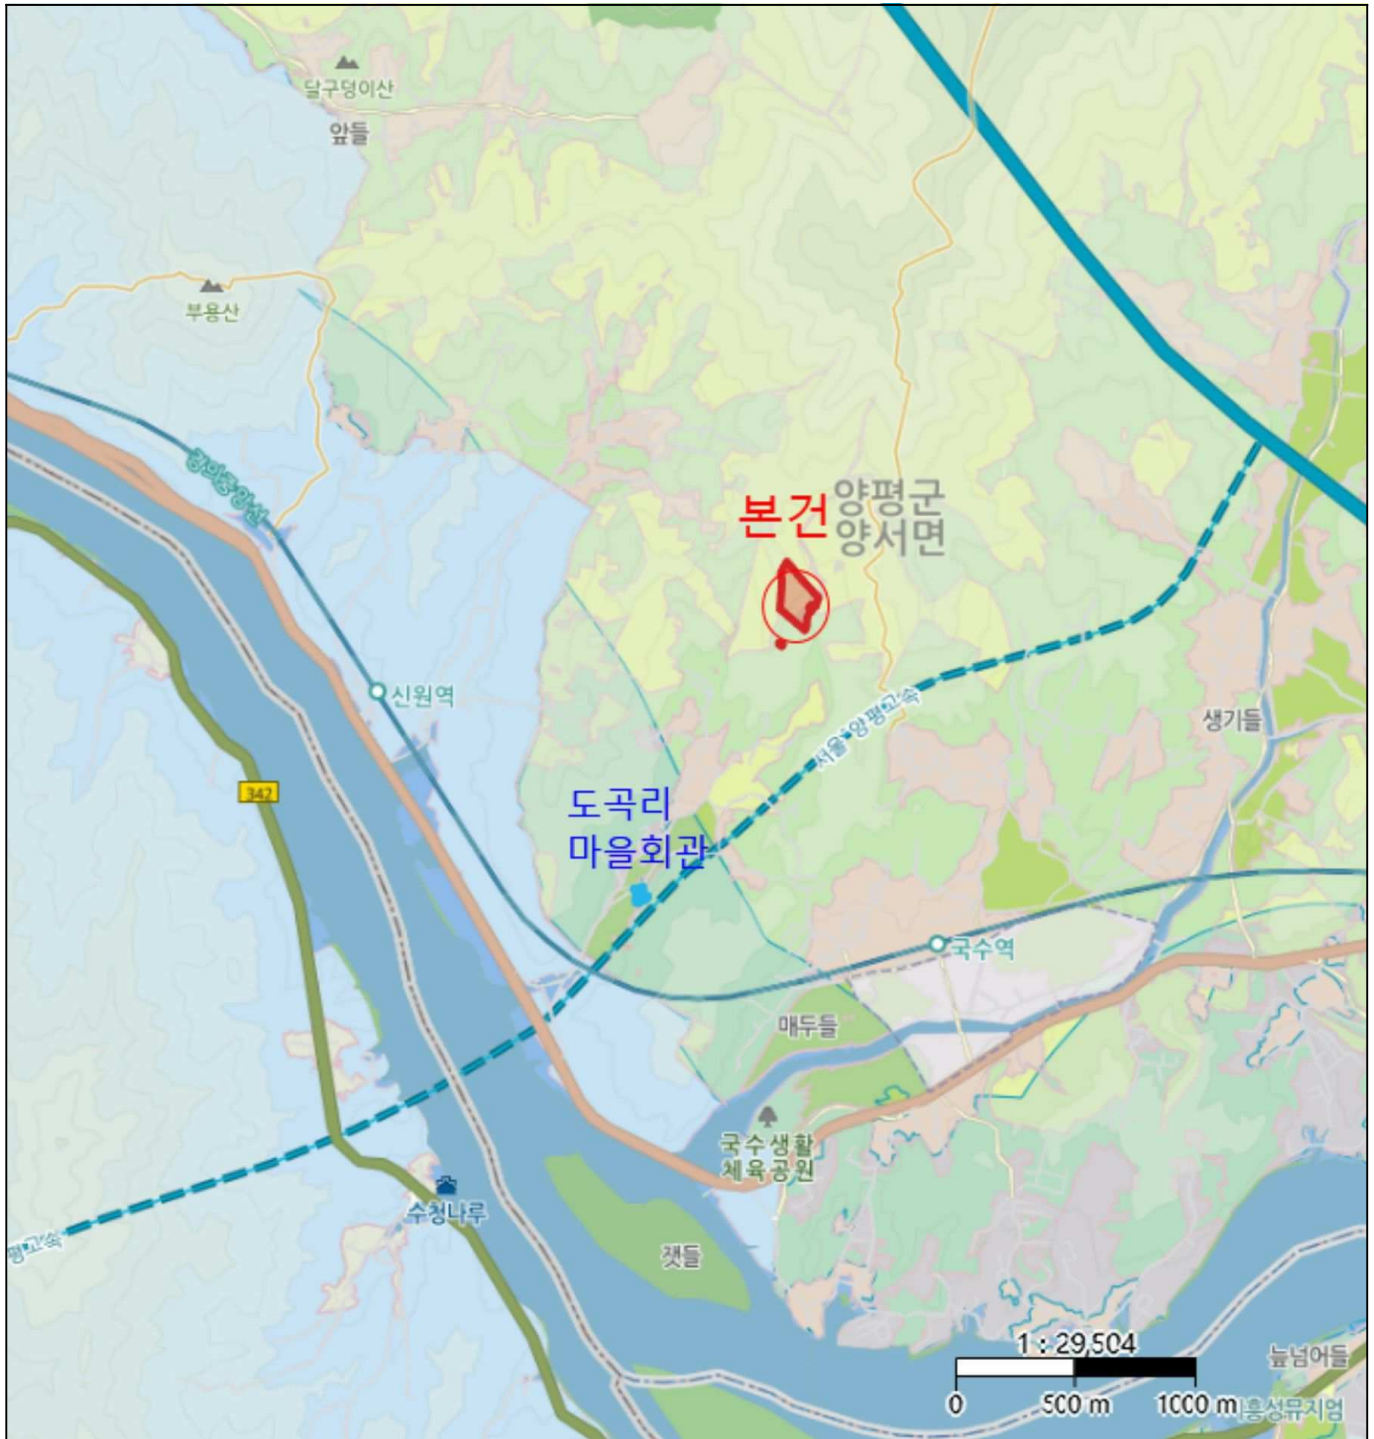 달구덩이산
앞들
부용산
경의중앙선
본건
양평군
양서면
신원역
서울-양평고속
생기들
342
도곡리
마을회관
국수역
매두들
국수생활
체육공원
수청나루
평고속
잿들
1 : 29,504
늪넘어들
0
500 m
1000 m
흥성뮤지엄